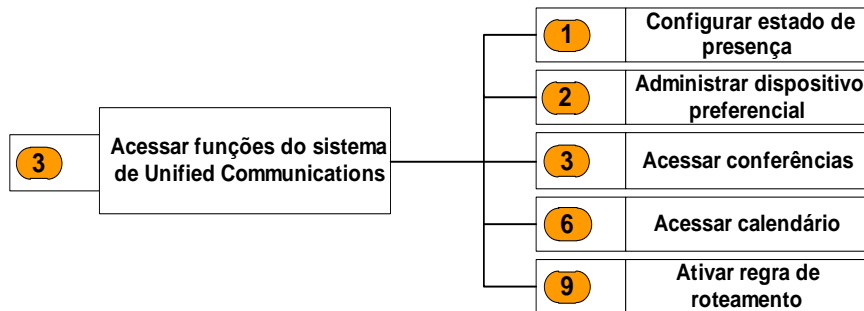 3
Acessar funções do sistema
de Unified Communications
1
Configurar estado de
presença
2
Administrar dispositivo
preferencial
3
Acessar conferências
6
Acessar calendário
9
Ativar regra de
roteamento